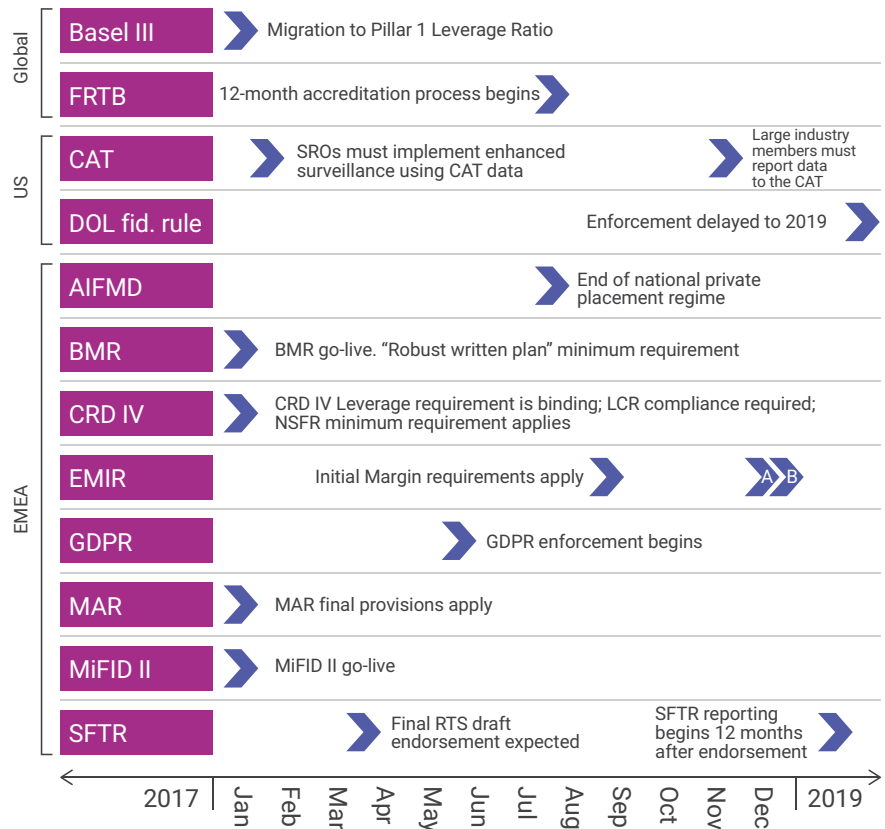 Global
Basel III
Migration to Pillar 1 Leverage Ratio
FRTB
12-month accreditation process begins
US
CAT
SROs must implement enhanced
surveillance using CAT data
Large industry
members must
report data
to the CAT
DOL fid. rule
Enforcement delayed to 2019
EMEA
AIFMD
End of national private
placement regime
BMR
BMR go-live. “Robust written plan” minimum requirement
CRD IV
CRD IV Leverage requirement is binding; LCR compliance required;
NSFR minimum requirement applies
EMIR
Initial Margin requirements apply
A
B
GDPR
GDPR enforcement begins
MAR
MAR final provisions apply
MiFID II
MiFID II go-live
SFTR
Final RTS draft
endorsement expected
SFTR reporting
begins 12 months
after endorsement
2017
Jan
Feb
Mar
Apr
May
Jun
Jul
Aug
Sep
Oct
Nov
Dec
2019